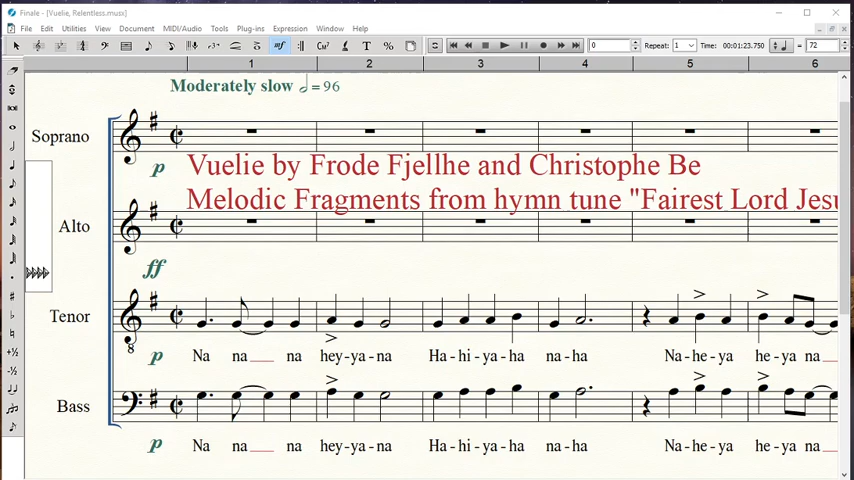 Finale - [Vuelie, Relentless.musx]
File Edit Utilities View Document MIDI/Audio Tools Plug-ins Expression Window Help
0 Repeat: 1 Time: 00:01:23.750 = 72
1 2 3 4 5 6
Moderately slow = 96
Soprano
p
Vuelie by Frode Fjellhe and Christophe Be
Melodic Fragments from hymn tune "Fairest Lord Jesu
Alto
ff
Tenor
8
p Na na na hey-ya-na Ha-hi-ya-ha na-ha Na-he-ya he-ya na
Bass
p Na na na hey-ya-na Ha-hi-ya-ha na-ha Na-he-ya he-ya na